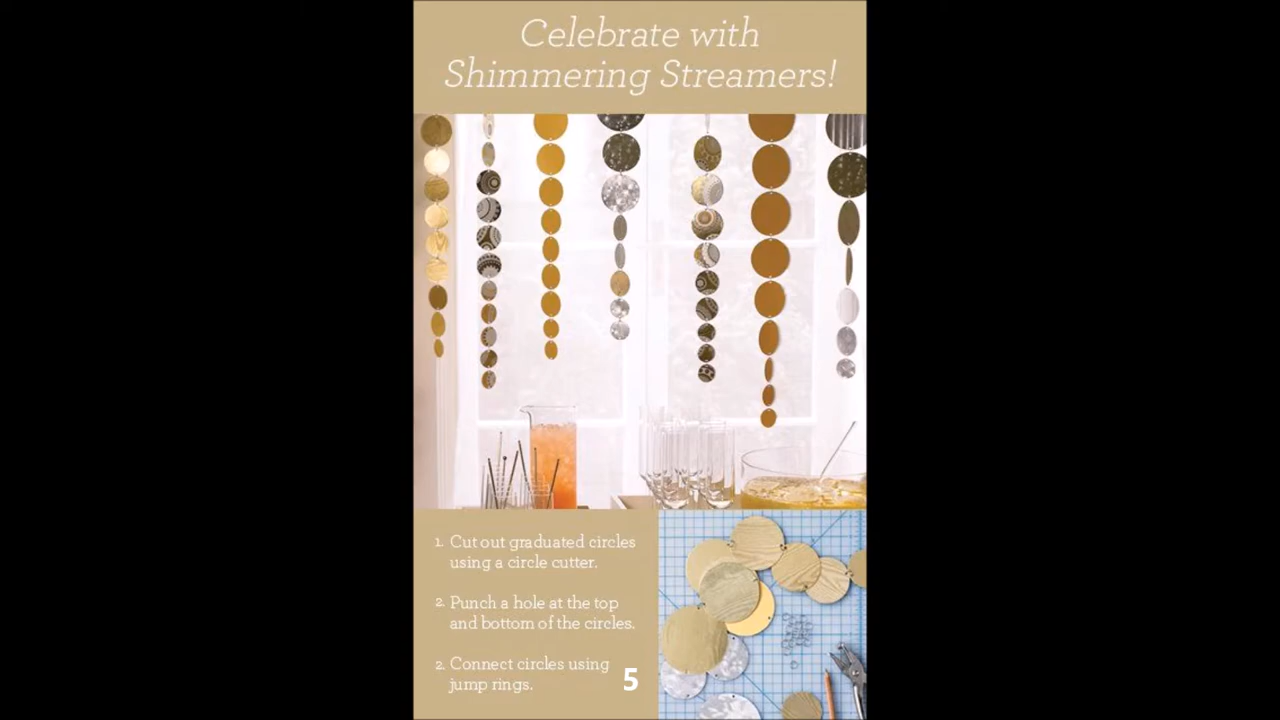 Celebrate with
Shimmering Streamers!
1. Cut out graduated circles
using a circle cutter.
2. Punch a hole at the top
and bottom of the circles.
2. Connect circles using
jump rings.
5